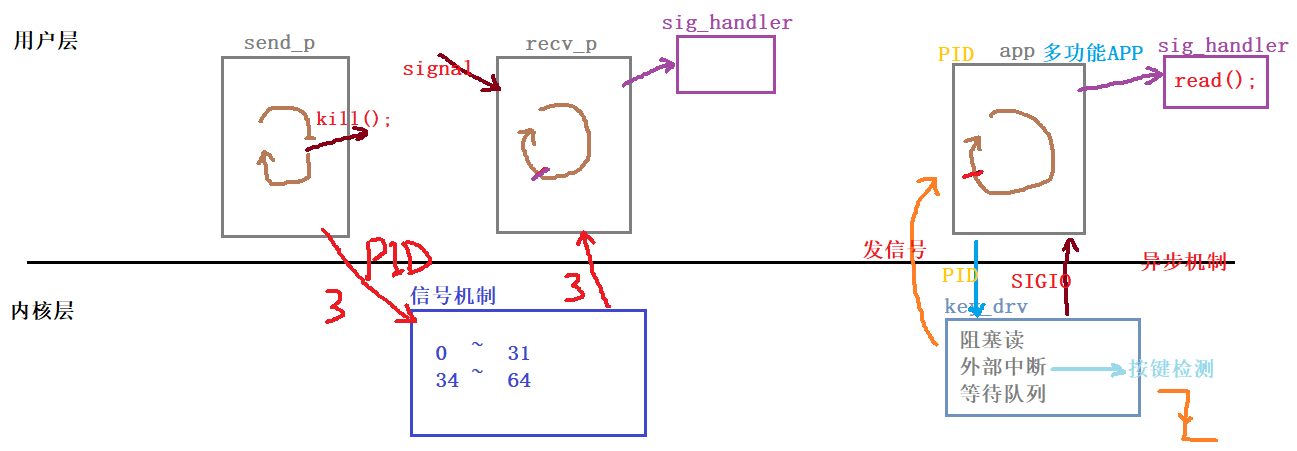 用户层
send_p
kill();
signal
recv_p
sig_handler
PID
app
多功能APP
sig_handler
read();
PID
3
3
发信号
PID
SIGIO
异步机制
内核层
信号机制
0 ~ 31
34 ~ 64
key_drv
阻塞读
外部中断
按键检测
等待队列